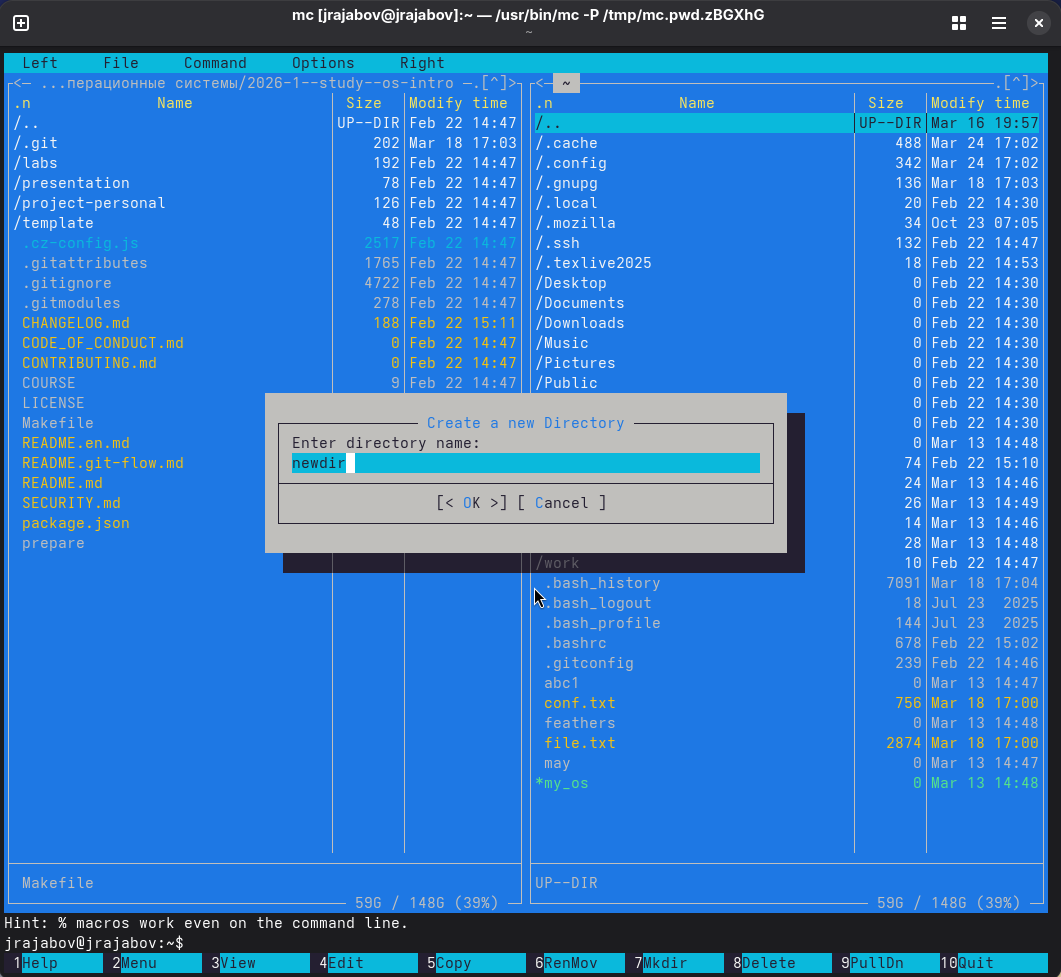 mc [jrajabov@jrajabov]:~ — /usr/bin/mc -P /tmp/mc.pwd.zBGXhG
~
Left File Command Options Right
<— ...перационные системы/2026-1--study--os-intro —.[^]>
.n Name Size Modify time
/.. UP--DIR Feb 22 14:47
/.git 202 Mar 18 17:03
/labs 192 Feb 22 14:47
/presentation 78 Feb 22 14:47
/project-personal 126 Feb 22 14:47
/template 48 Feb 22 14:47
.cz-config.js 2517 Feb 22 14:47
.gitattributes 1765 Feb 22 14:47
.gitignore 4722 Feb 22 14:47
.gitmodules 278 Feb 22 14:47
CHANGELOG.md 188 Feb 22 15:11
CODE_OF_CONDUCT.md 0 Feb 22 14:47
CONTRIBUTING.md 0 Feb 22 14:47
COURSE 9 Feb 22 14:47
LICENSE
Makefile
README.en.md
README.git-flow.md
README.md
SECURITY.md
package.json
prepare
Makefile
59G / 148G (39%)
<— ~ .[^]>
.n Name Size Modify time
/.. UP--DIR Mar 16 19:57
/.cache 488 Mar 24 17:02
/.config 342 Mar 24 17:02
/.gnupg 136 Mar 18 17:03
/.local 20 Feb 22 14:30
/.mozilla 34 Oct 23 07:05
/.ssh 132 Feb 22 14:47
/.texlive2025 18 Feb 22 14:53
/Desktop 0 Feb 22 14:30
/Documents 0 Feb 22 14:30
/Downloads 0 Feb 22 14:30
/Music 0 Feb 22 14:30
/Pictures 0 Feb 22 14:30
/Public 0 Feb 22 14:30
0 Feb 22 14:30
0 Feb 22 14:30
0 Mar 13 14:48
74 Feb 22 15:10
24 Mar 13 14:46
26 Mar 13 14:49
14 Mar 13 14:46
28 Mar 13 14:48
/work 10 Feb 22 14:47
.bash_history 7091 Mar 18 17:04
.bash_logout 18 Jul 23 2025
.bash_profile 144 Jul 23 2025
.bashrc 678 Feb 22 15:02
.gitconfig 239 Feb 22 14:46
abc1 0 Mar 13 14:47
conf.txt 756 Mar 18 17:00
feathers 0 Mar 13 14:48
file.txt 2874 Mar 18 17:00
may 0 Mar 13 14:47
*my_os 0 Mar 13 14:48
UP--DIR
59G / 148G (39%)
Create a new Directory
Enter directory name:
newdir
[< OK >] [ Cancel ]
Hint: % macros work even on the command line.
jrajabov@jrajabov:~$
1Help 2Menu 3View 4Edit 5Copy 6RenMov 7Mkdir 8Delete 9PullDn 10Quit